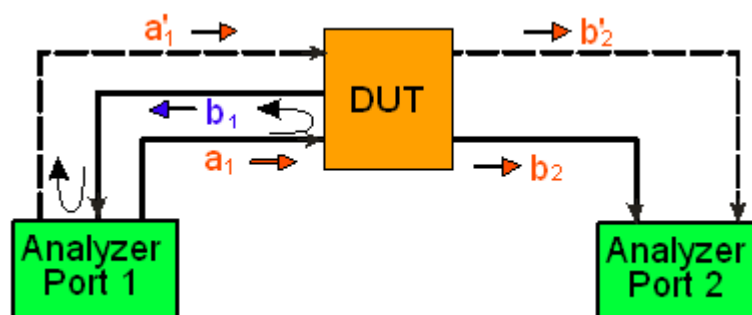 a'₁
b'₂
DUT
b₁
a₁
b₂
Analyzer
Port 1
Analyzer
Port 2